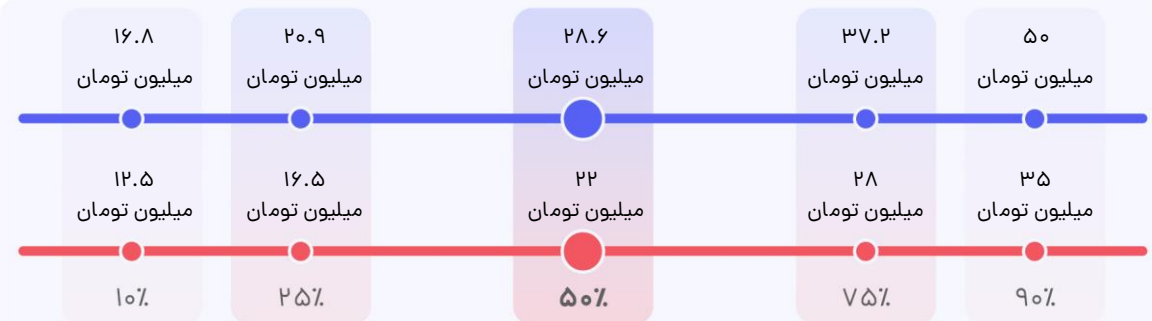 ۱۶.۸ ۲۰.۹ ۲۸.۶ ۳۷.۲ ۵۰
میلیون تومان میلیون تومان میلیون تومان میلیون تومان میلیون تومان
۱۲.۵ ۱۶.۵ ۲۲ ۲۸ ۳۵
میلیون تومان میلیون تومان میلیون تومان میلیون تومان میلیون تومان
۱۰٪ ۲۵٪ ۵۰٪ ۷۵٪ ۹۰٪